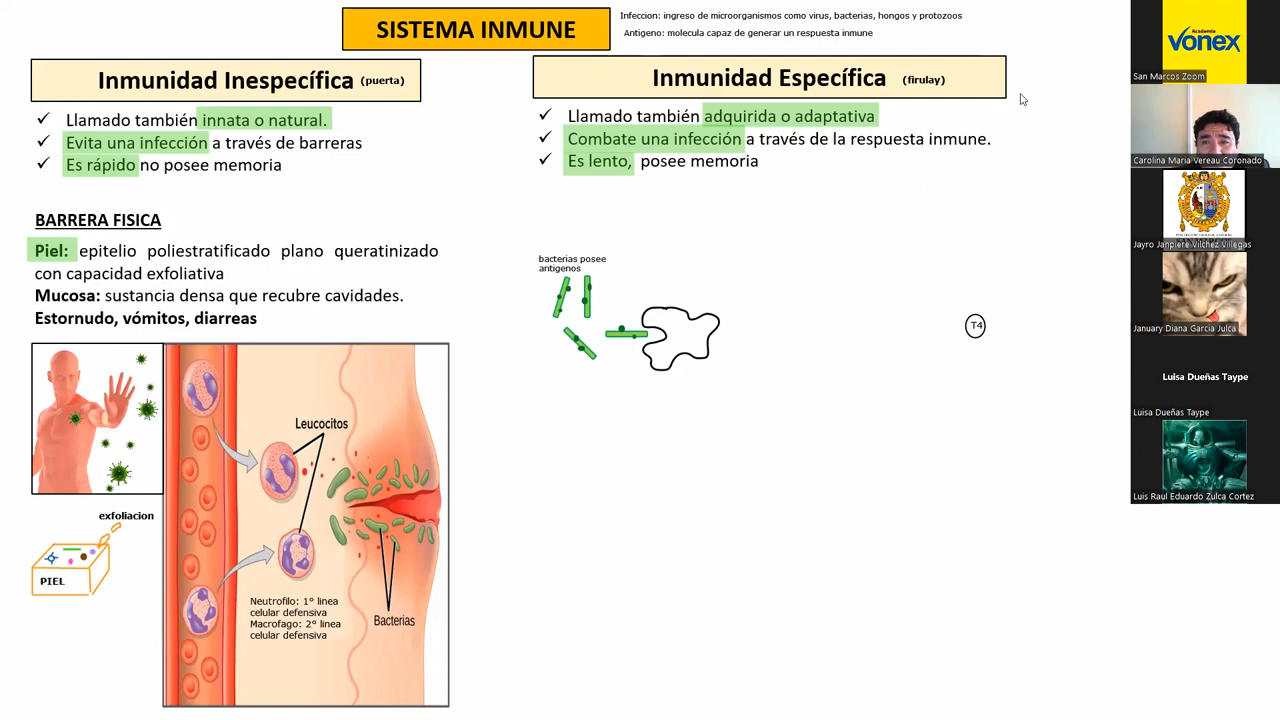 SISTEMA INMUNE
Infeccion: ingreso de microorganismos como virus, bacterias, hongos y protozoos
Antigeno: molecula capaz de generar un respuesta inmune
Inmunidad Inespecífica (puerta)
Llamado también innata o natural.
Evita una infección a través de barreras
Es rápido no posee memoria
Inmunidad Específica (firulay)
Llamado también adquirida o adaptativa
Combate una infección a través de la respuesta inmune.
Es lento, posee memoria
BARRERA FISICA
Piel: epitelio poliestratificado plano queratinizado
con capacidad exfoliativa
Mucosa: sustancia densa que recubre cavidades.
Estornudo, vómitos, diarreas
bacterias posee
antigenos
T4
Leucocitos
exfoliacion
PIEL
Neutrofilo: 1° linea
celular defensiva
Macrofago: 2° linea
celular defensiva
Bacterias
Academia
Vonex
San Marcos Zoom
Carolina Maria Vereau Coronado
Jayro Janpiere Vilchez Villegas
January Diana Garcia Julca
Luisa Dueñas Taype
Luisa Dueñas Taype
Luis Raul Eduardo Zulca Cortez